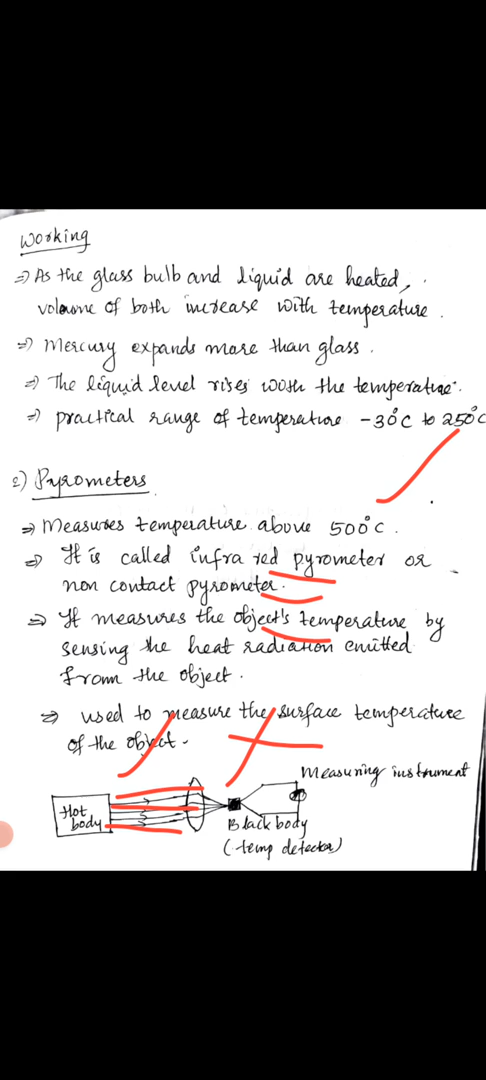 Working
⇒ As the glass bulb and liquid are heated,
volume of both increase with temperature.
⇒ Mercury expands more than glass.
⇒ The liquid level rises with the temperature.
⇒ practical range of temperature -30°C to 250°C
2) Pyrometers
⇒ Measures temperature above 500°C.
⇒ It is called infra red pyrometer or
non contact pyrometer.
⇒ It measures the object's temperature by
sensing the heat radiation emitted
from the object.
⇒ used to measure the surface temperature
of the object.
Measuring instrument
Hot
body
Black body
(temp detector)